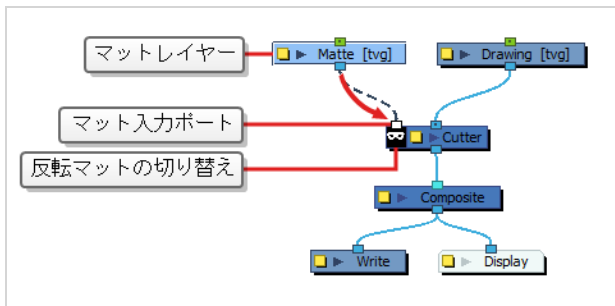 マットレイヤー
Matte [tvg]
Drawing [tvg]
マット入力ポート
反転マットの切り替え
Cutter
Composite
Write
Display